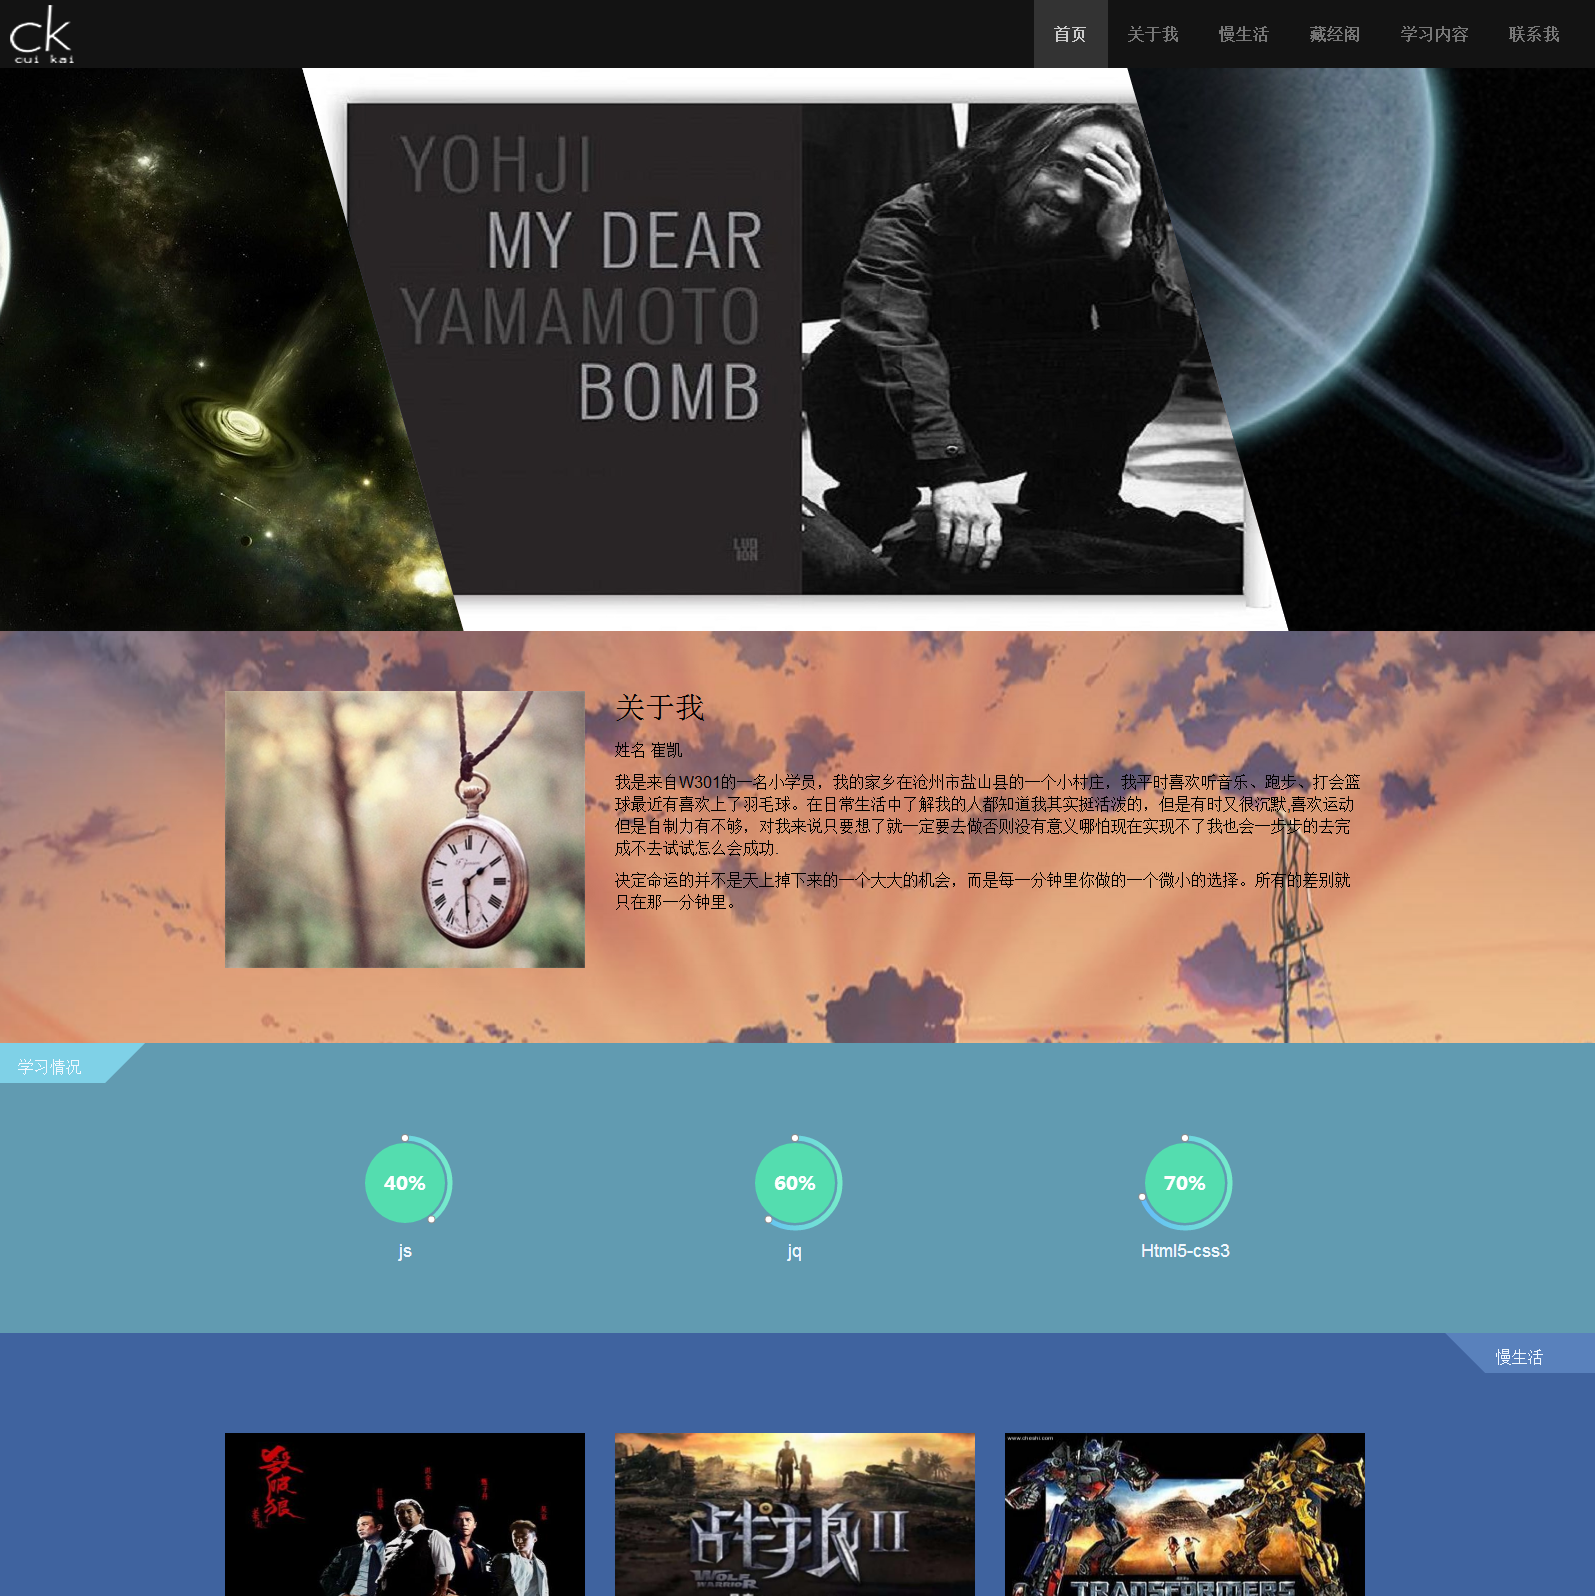 ck
cui kai
首页
关于我
慢生活
藏经阁
学习内容
联系我
YOHJI
MY DEAR
YAMAMOTO
BOMB
LUD
ION
关于我
姓名 崔凯
我是来自W301的一名小学员，我的家乡在沧州市盐山县的一个小村庄，我平时喜欢听音乐、跑步、打会篮
球最近有喜欢上了羽毛球。在日常生活中了解我的人都知道我其实挺活泼的，但是有时又很沉默,喜欢运动
但是自制力有不够，对我来说只要想了就一定要去做否则没有意义哪怕现在实现不了我也会一步步的去完
成不去试试怎么会成功.
决定命运的并不是天上掉下来的一个大大的机会，而是每一分钟里你做的一个微小的选择。所有的差别就
只在那一分钟里。
学习情况
40%
js
60%
jq
70%
Html5-css3
慢生活
杀破狼
战狼II
WOLF
WARRIOR
www.cheshi.com
TRANSFORMERS